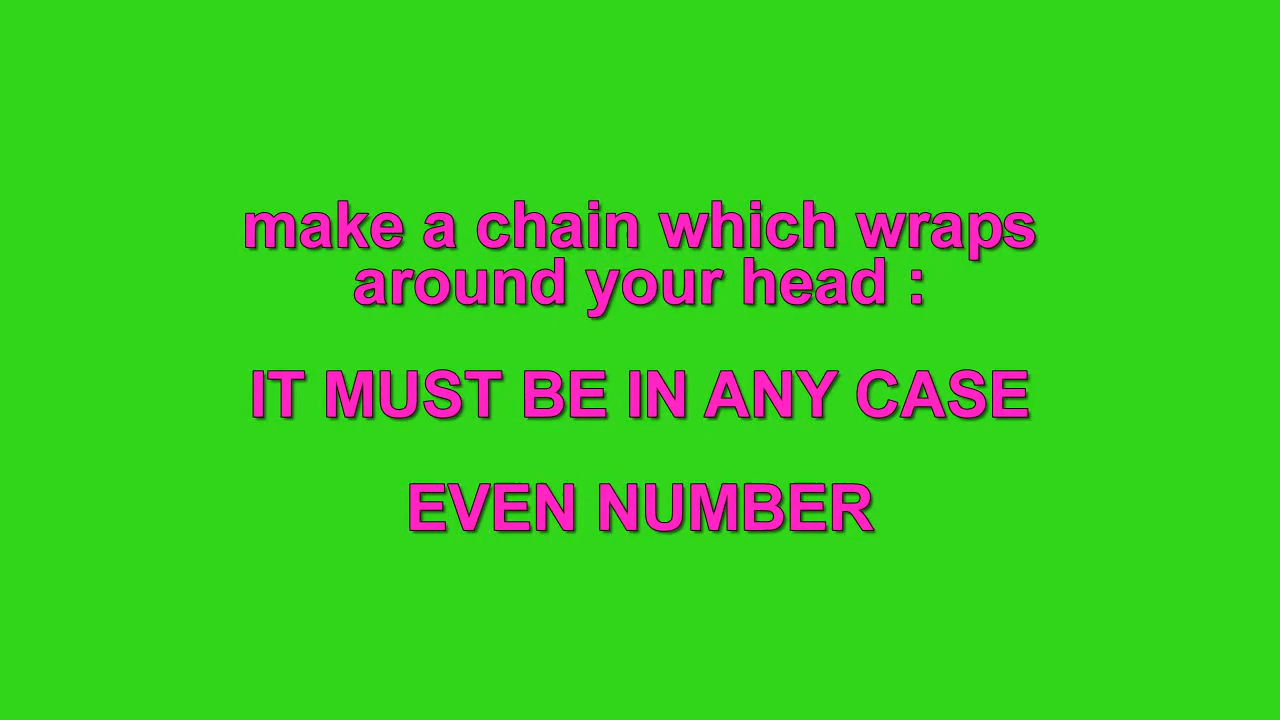 make a chain which wraps
around your head :
IT MUST BE IN ANY CASE
EVEN NUMBER